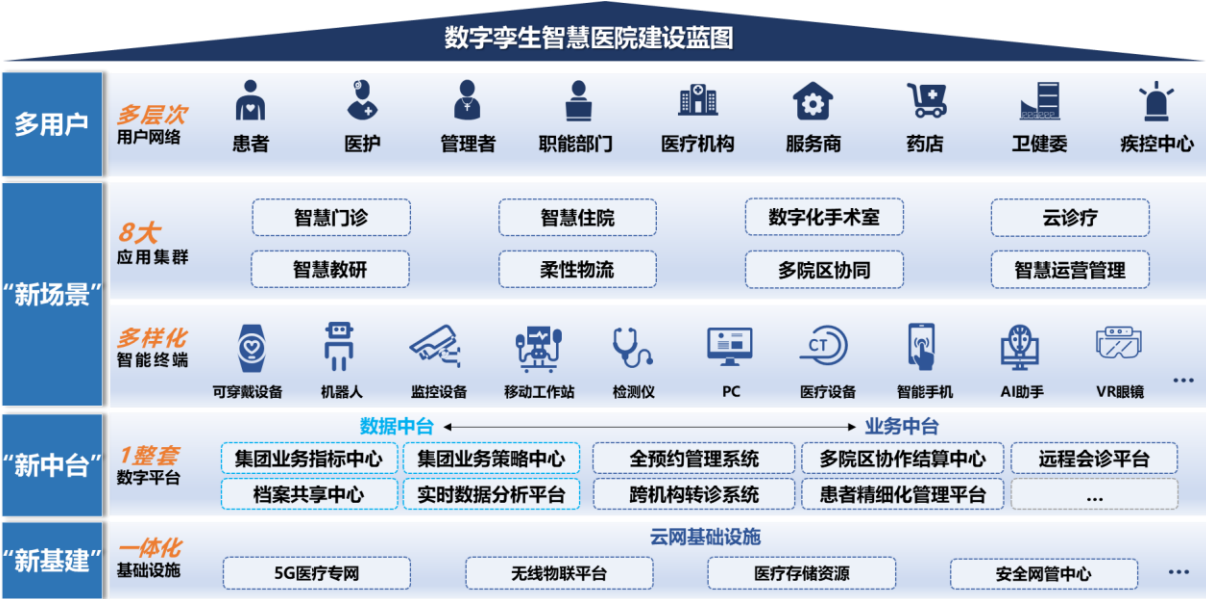 数字孪生智慧医院建设蓝图
多用户
多层次
用户网络
患者
医护
管理者
职能部门
医疗机构
服务商
药店
卫健委
疾控中心
“新场景”
8大
应用集群
智慧门诊
智慧住院
数字化手术室
云诊疗
智慧教研
柔性物流
多院区协同
智慧运营管理
多样化
智能终端
CT
可穿戴设备
机器人
监控设备
移动工作站
检测仪
PC
医疗设备
智能手机
AI助手
VR眼镜
...
“新中台”
1整套
数字平台
数据中台
业务中台
集团业务指标中心
集团业务策略中心
全预约管理系统
多院区协作结算中心
远程会诊平台
档案共享中心
实时数据分析平台
跨机构转诊系统
患者精细化管理平台
...
“新基建”
一体化
基础设施
云网基础设施
5G医疗专网
无线物联平台
医疗存储资源
安全网管中心
...